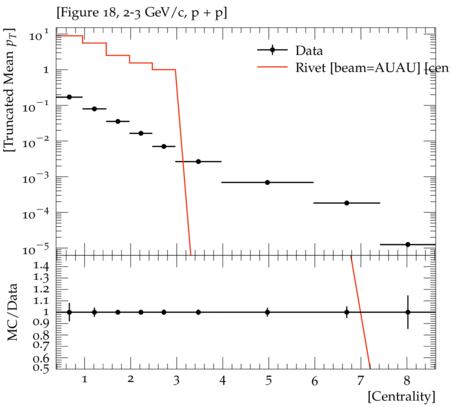 [Figure 18, 2-3 GeV/c, p + p]
[Truncated Mean p_T]
10^1
1
10^−1
10^−2
10^−3
10^−4
10^−5
Data
Rivet [beam=AUAU] [cen
MC/Data
1.4
1.3
1.2
1.1
1
0.9
0.8
0.7
0.6
0.5
1 2 3 4 5 6 7 8
[Centrality]